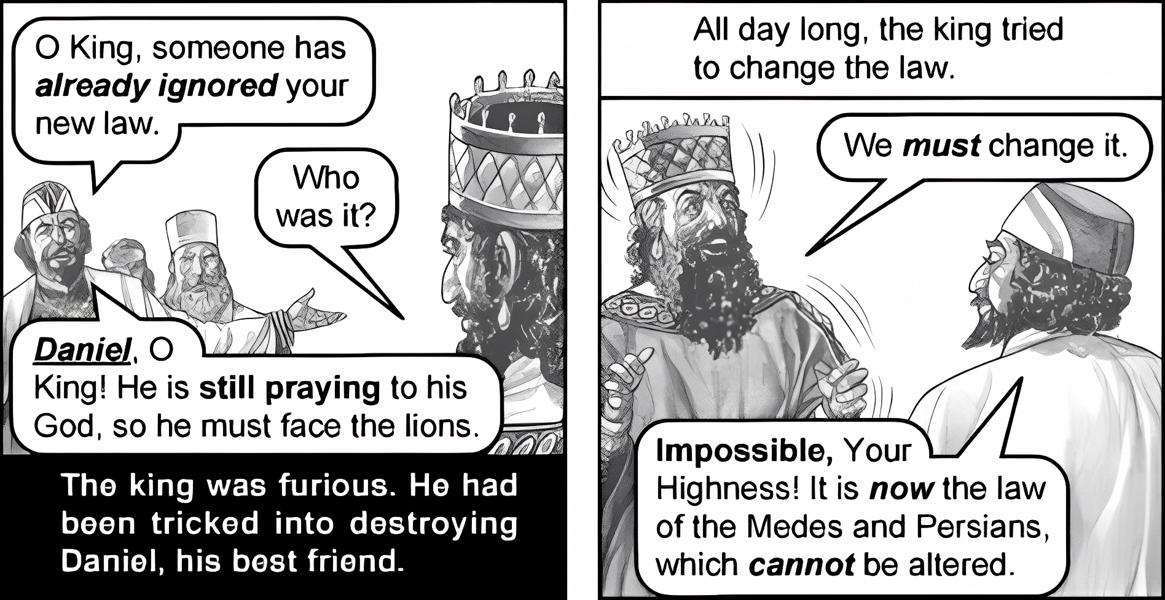 O King, someone has
already ignored your
new law.
Who
was it?
Daniel, O
King! He is still praying to his
God, so he must face the lions.
The king was furious. He had
been tricked into destroying
Daniel, his best friend.
All day long, the king tried
to change the law.
We must change it.
Impossible, Your
Highness! It is now the law
of the Medes and Persians,
which cannot be altered.